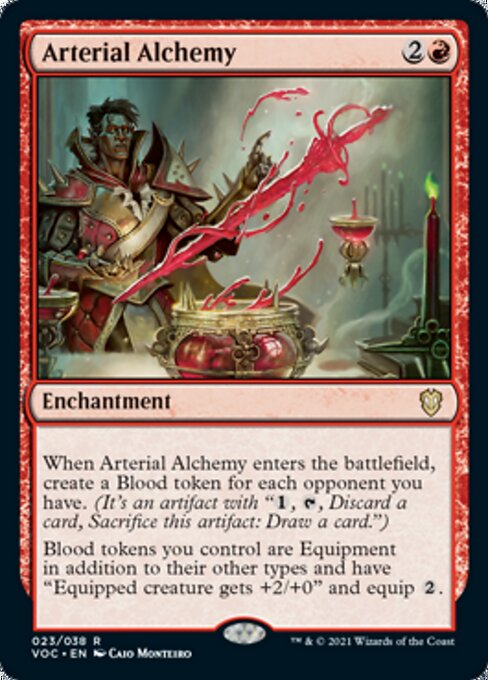 Arterial Alchemy 2
Enchantment
When Arterial Alchemy enters the battlefield,
create a Blood token for each opponent you
have. (It's an artifact with “1, , Discard a
card, Sacrifice this artifact: Draw a card.”)
Blood tokens you control are Equipment
in addition to their other types and have
“Equipped creature gets +2/+0” and equip 2.
023/038 R
VOC • EN CAIO MONTEIRO
™ & © 2021 Wizards of the Coast